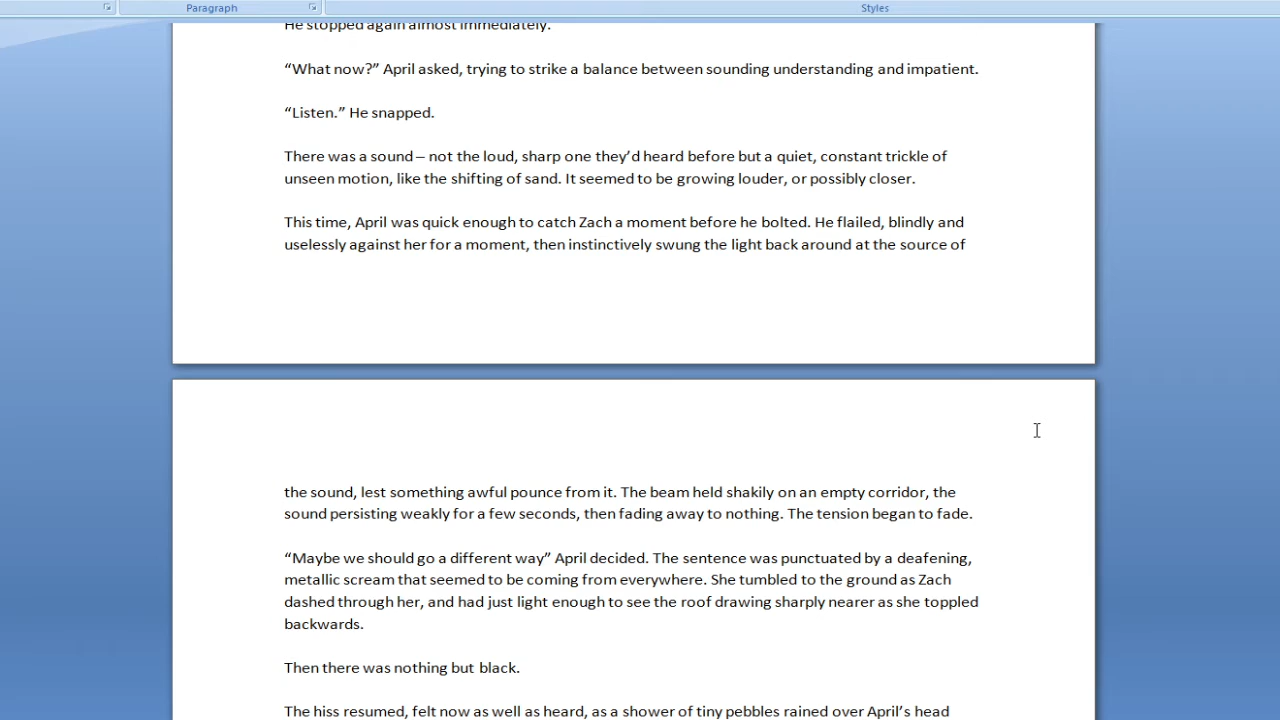 Paragraph
Styles
He stopped again almost immediately.
“What now?” April asked, trying to strike a balance between sounding understanding and impatient.
“Listen.” He snapped.
There was a sound – not the loud, sharp one they’d heard before but a quiet, constant trickle of
unseen motion, like the shifting of sand. It seemed to be growing louder, or possibly closer.
This time, April was quick enough to catch Zach a moment before he bolted. He flailed, blindly and
uselessly against her for a moment, then instinctively swung the light back around at the source of
the sound, lest something awful pounce from it. The beam held shakily on an empty corridor, the
sound persisting weakly for a few seconds, then fading away to nothing. The tension began to fade.
“Maybe we should go a different way” April decided. The sentence was punctuated by a deafening,
metallic scream that seemed to be coming from everywhere. She tumbled to the ground as Zach
dashed through her, and had just light enough to see the roof drawing sharply nearer as she toppled
backwards.
Then there was nothing but black.
The hiss resumed, felt now as well as heard, as a shower of tiny pebbles rained over April’s head